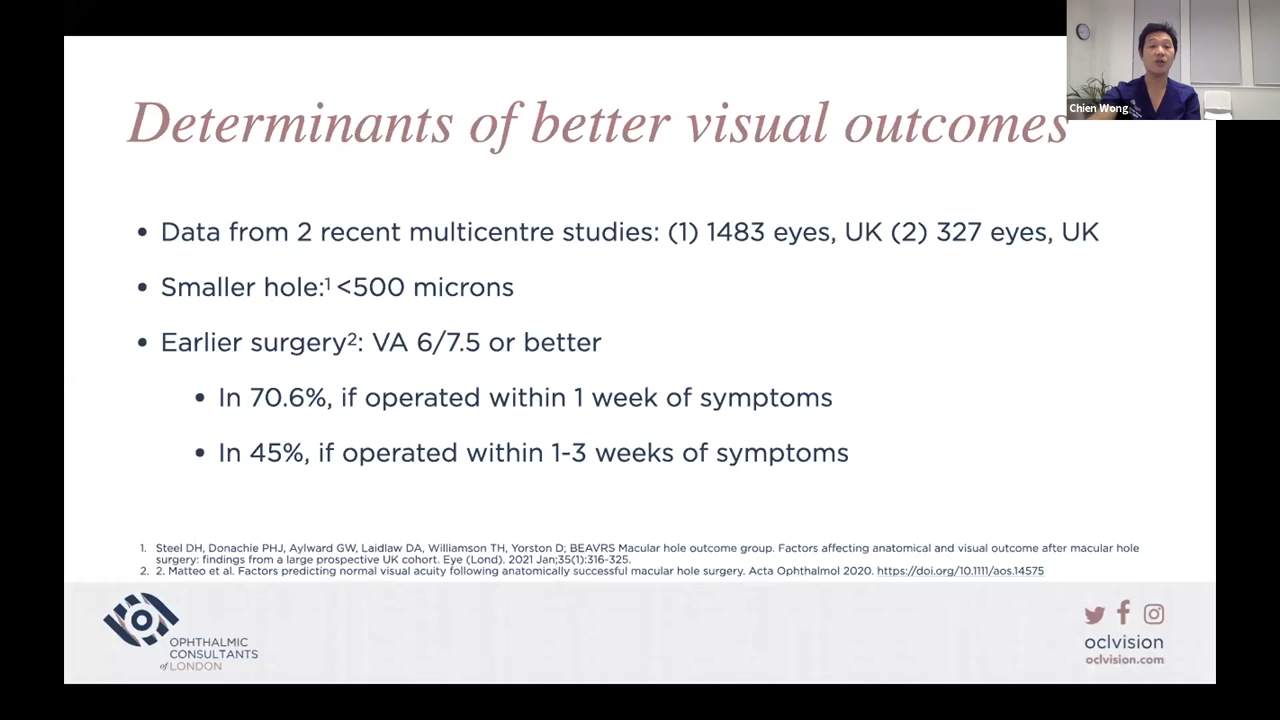 Chien Wong
Determinants of better visual outcomes
• Data from 2 recent multicentre studies: (1) 1483 eyes, UK (2) 327 eyes, UK
• Smaller hole:¹ <500 microns
• Earlier surgery²: VA 6/7.5 or better
• In 70.6%, if operated within 1 week of symptoms
• In 45%, if operated within 1-3 weeks of symptoms
1. Steel DH, Donachie PHJ, Aylward GW, Laidlaw DA, Williamson TH, Yorston D; BEAVRS Macular hole outcome group. Factors affecting anatomical and visual outcome after macular hole
surgery: findings from a large prospective UK cohort. Eye (Lond). 2021 Jan;35(1):316-325.
2. 2. Matteo et al. Factors predicting normal visual acuity following anatomically successful macular hole surgery. Acta Ophthalmol 2020. https://doi.org/10.1111/aos.14575
OPHTHALMIC
CONSULTANTS
of LONDON
oclvision
oclvision.com